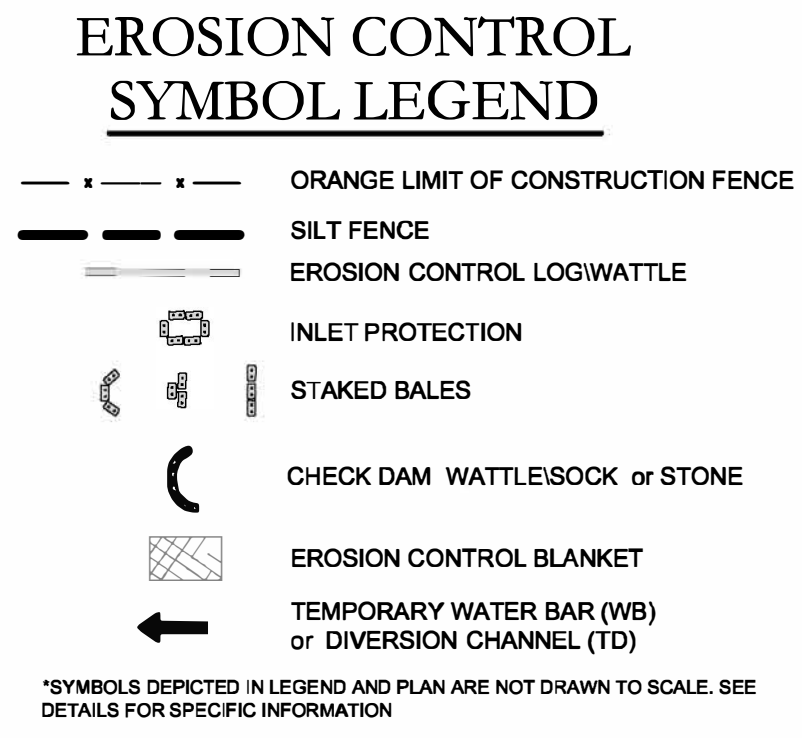 EROSION CONTROL
SYMBOL LEGEND
x x ORANGE LIMIT OF CONSTRUCTION FENCE
SILT FENCE
EROSION CONTROL LOG\WATTLE
INLET PROTECTION
STAKED BALES
CHECK DAM WATTLE\SOCK or STONE
EROSION CONTROL BLANKET
TEMPORARY WATER BAR (WB)
or DIVERSION CHANNEL (TD)
*SYMBOLS DEPICTED IN LEGEND AND PLAN ARE NOT DRAWN TO SCALE. SEE
DETAILS FOR SPECIFIC INFORMATION